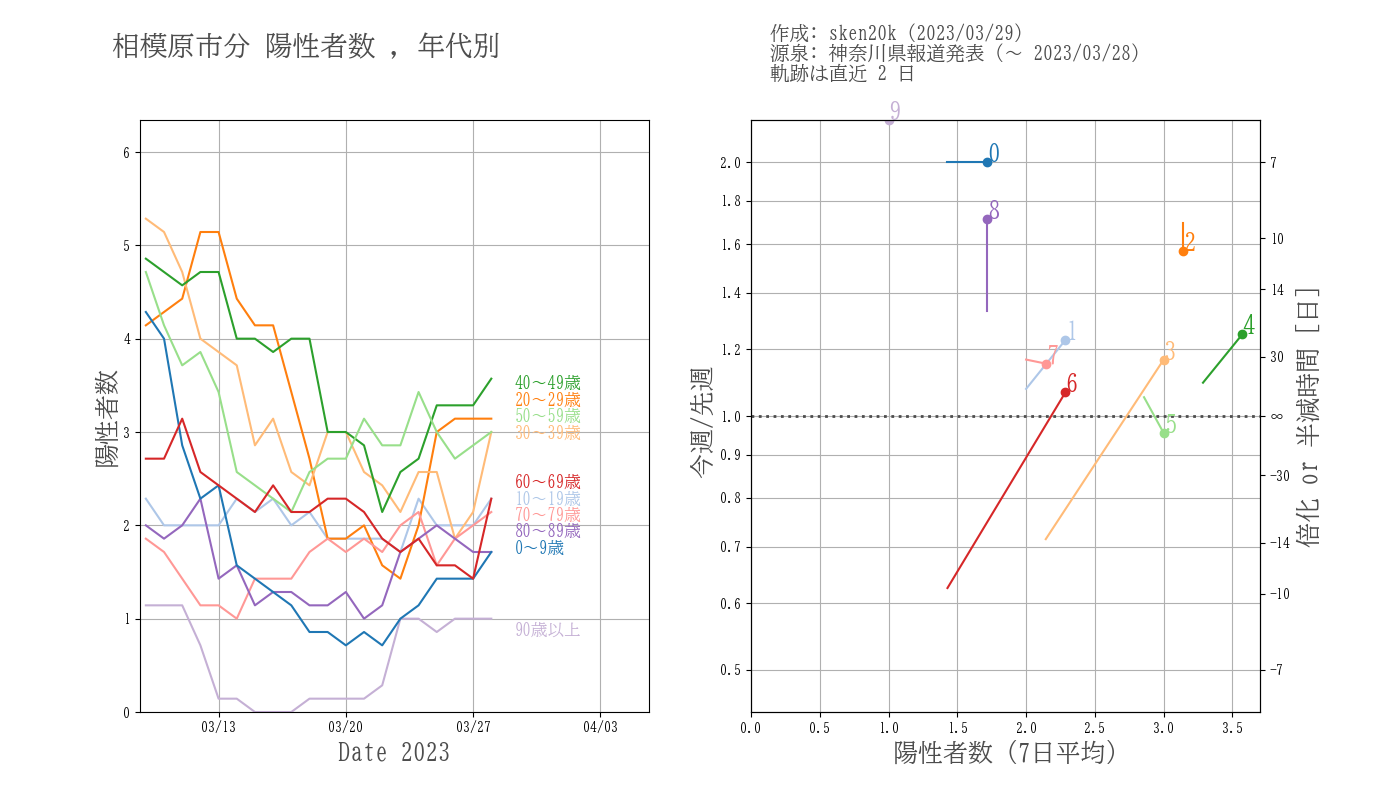 相模原市分 陽性者数 , 年代別
作成: sken20k (2023/03/29)
源泉: 神奈川県報道発表 (～ 2023/03/28)
軌跡は直近 2 日
陽性者数
6
5
4
3
2
1
0
03/13
03/20
03/27
04/03
Date 2023
40～49歳
20～29歳
50～59歳
30～39歳
60～69歳
10～19歳
70～79歳
80～89歳
0～9歳
90歳以上
今週/先週
2.0
1.8
1.6
1.4
1.2
1.0
0.9
0.8
0.7
0.6
0.5
9
0
8
2
1
4
7
3
6
5
0.0
0.5
1.0
1.5
2.0
2.5
3.0
3.5
陽性者数 (7日平均)
7
10
14
30
∞
-30
-14
-10
-7
倍化 or 半減時間 [日]